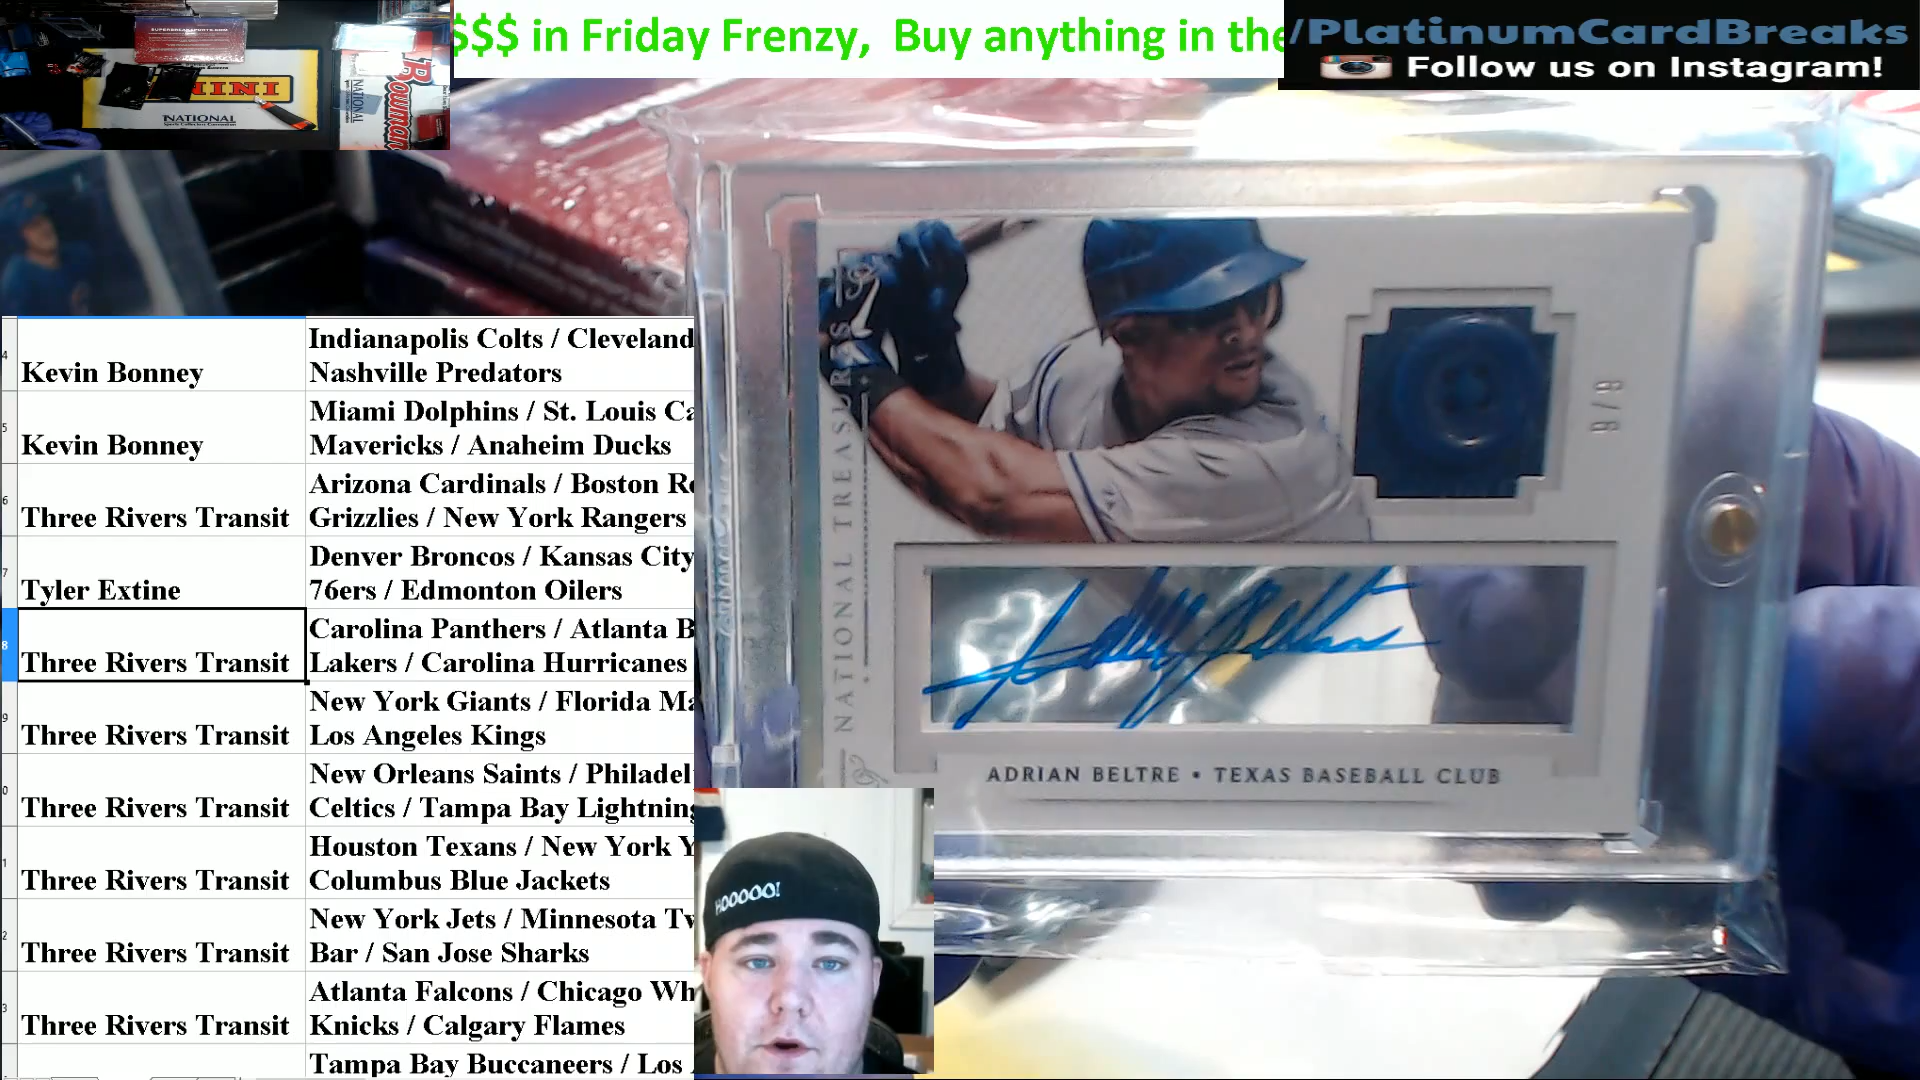 $$$ in Friday Frenzy, Buy anything in the
/PlatinumCardBreaks
Follow us on Instagram!
NINI
NATIONAL
Bowman
NATIONAL
Kevin Bonney
Indianapolis Colts / Cleveland
Nashville Predators
Kevin Bonney
Miami Dolphins / St. Louis Ca
Mavericks / Anaheim Ducks
Three Rivers Transit
Arizona Cardinals / Boston Re
Grizzlies / New York Rangers
Tyler Extine
Denver Broncos / Kansas City
76ers / Edmonton Oilers
Three Rivers Transit
Carolina Panthers / Atlanta B
Lakers / Carolina Hurricanes
Three Rivers Transit
New York Giants / Florida Ma
Los Angeles Kings
Three Rivers Transit
New Orleans Saints / Philadel
Celtics / Tampa Bay Lightning
Three Rivers Transit
Houston Texans / New York Y
Columbus Blue Jackets
Three Rivers Transit
New York Jets / Minnesota Tw
Bar / San Jose Sharks
Three Rivers Transit
Atlanta Falcons / Chicago Wh
Knicks / Calgary Flames
Tampa Bay Buccaneers / Los
NATIONAL TREASURES
Adrian Beltre
ADRIAN BELTRE • TEXAS BASEBALL CLUB
HOOOOO!